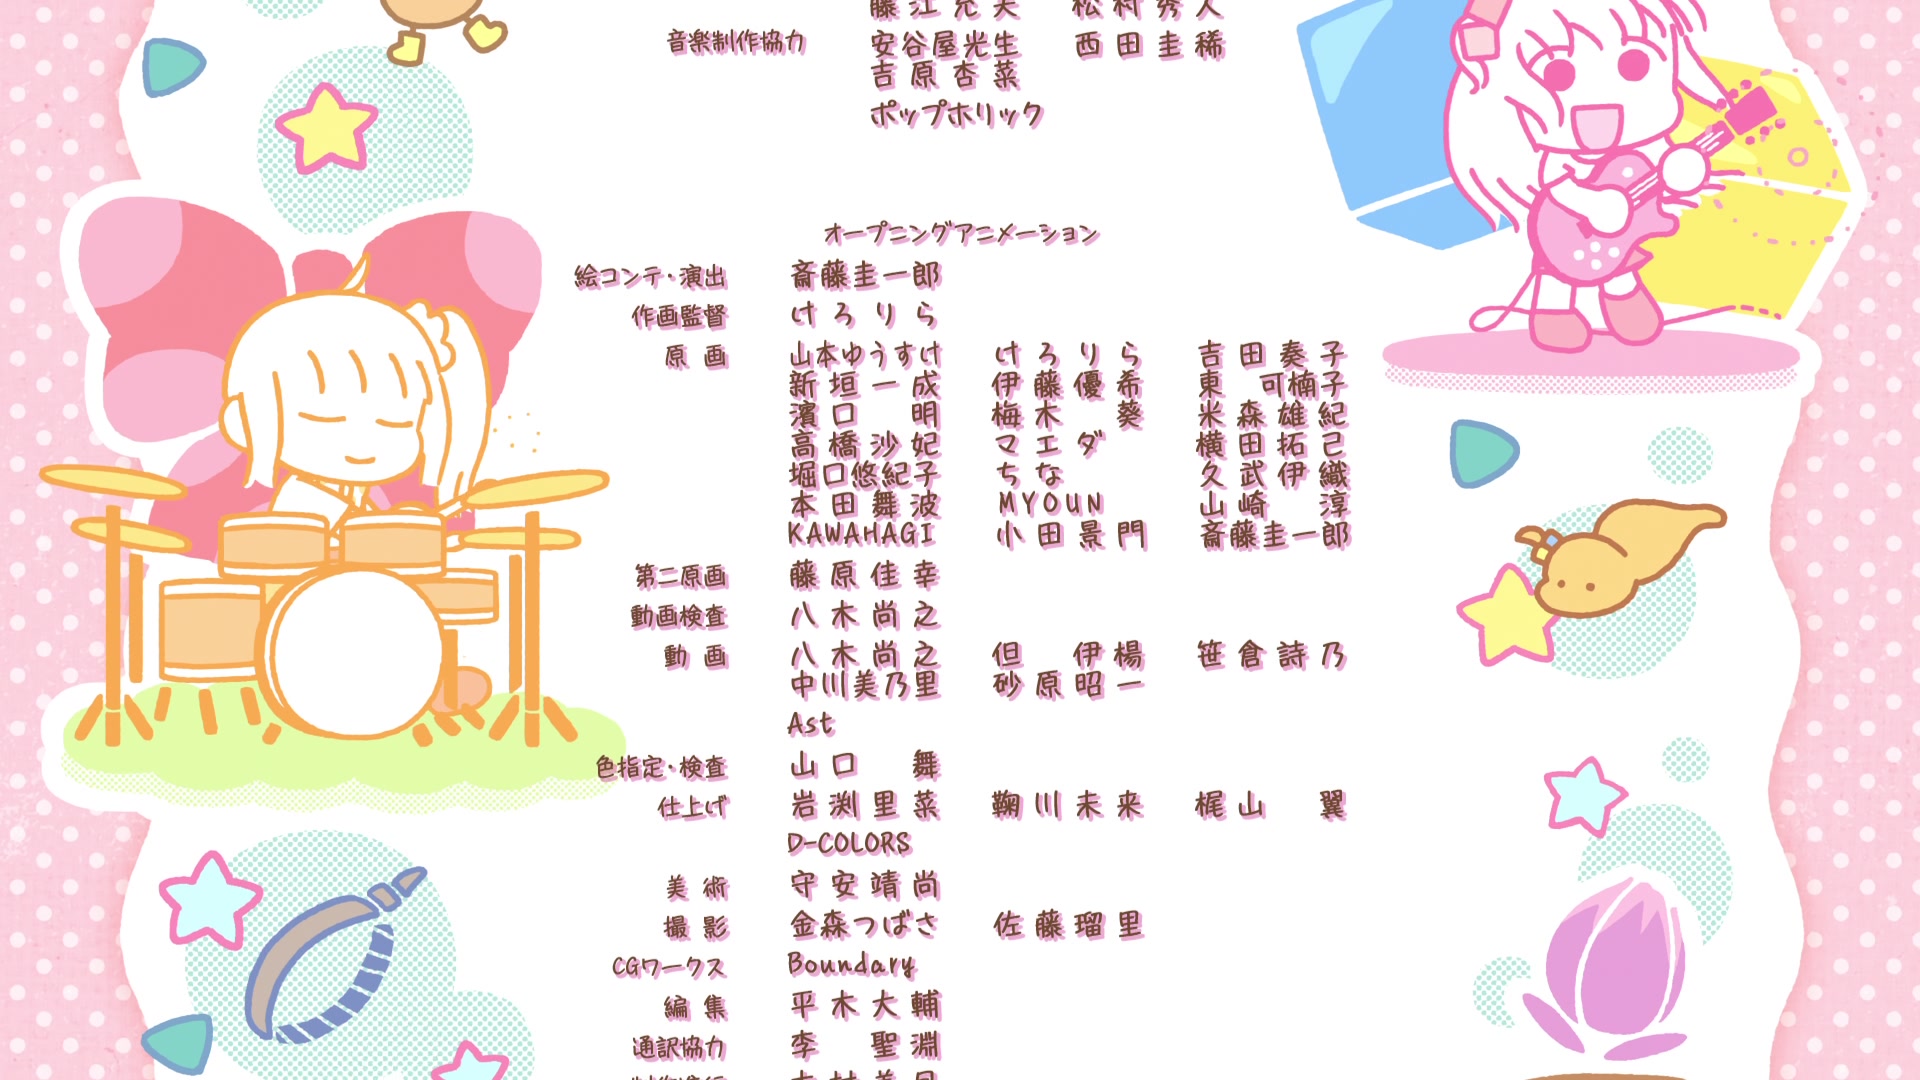 藤江允美 松村秀人
音楽制作協力 安谷屋光生 西田圭稀
吉原杏菜
ポップホリック
オープニングアニメーション
絵コンテ・演出 斎藤圭一郎
作画監督 けろりら
原画 山本ゆうすけ けろりら 吉田奏子
新垣一成 伊藤優希 東 可楠子
濱口 明 梅木 葵 米森雄紀
高橋沙妃 マエダ 横田拓己
堀口悠紀子 ちな 久武伊織
本田舞波 MYOUN 山崎 淳
KAWAHAGI 小田景門 斎藤圭一郎
第二原画 藤原佳幸
動画検査 八木尚之
動画 八木尚之 但 伊楊 笹倉詩乃
中川美乃里 砂原昭一
Ast
色指定・検査 山口 舞
仕上げ 岩渕里菜 鞠川未来 梶山 翼
D-COLORS
美術 守安靖尚
撮影 金森つばさ 佐藤瑠里
CGワークス Boundary
編集 平木大輔
通訳協力 李 聖淵